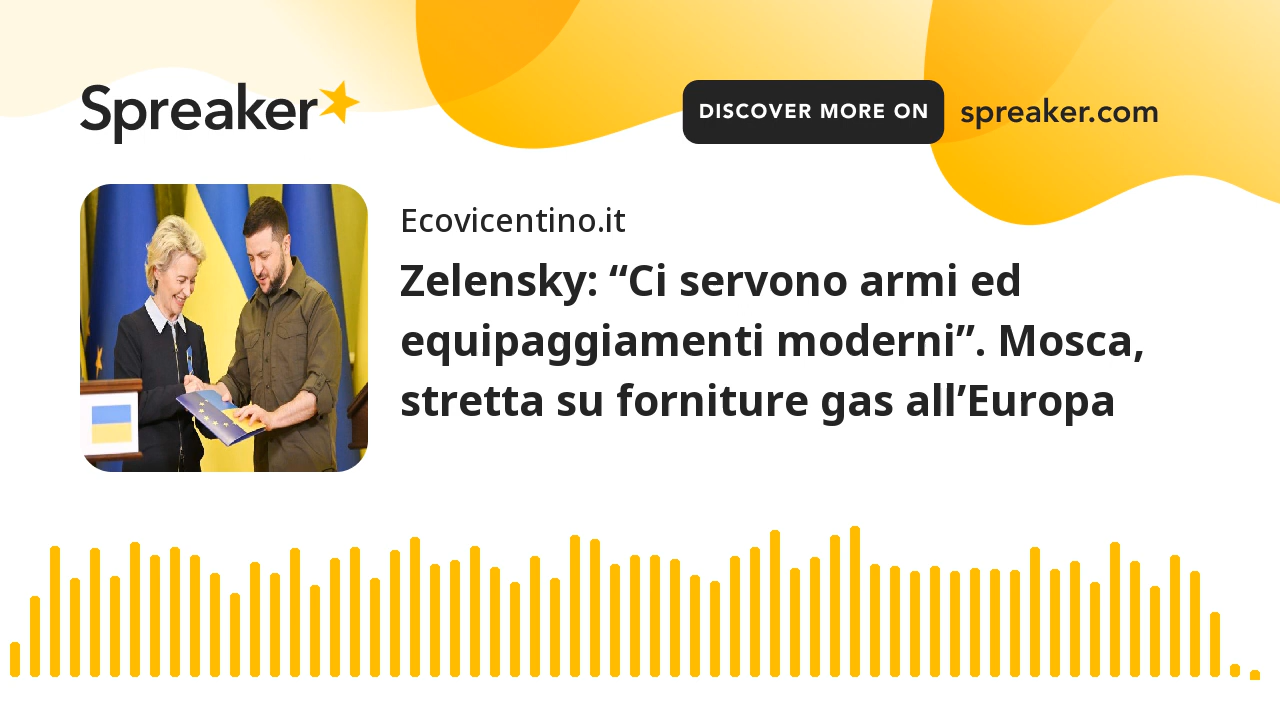 Spreaker
DISCOVER MORE ON
spreaker.com
Ecovicentino.it
Zelensky: “Ci servono armi ed
equipaggiamenti moderni”. Mosca,
stretta su forniture gas all’Europa